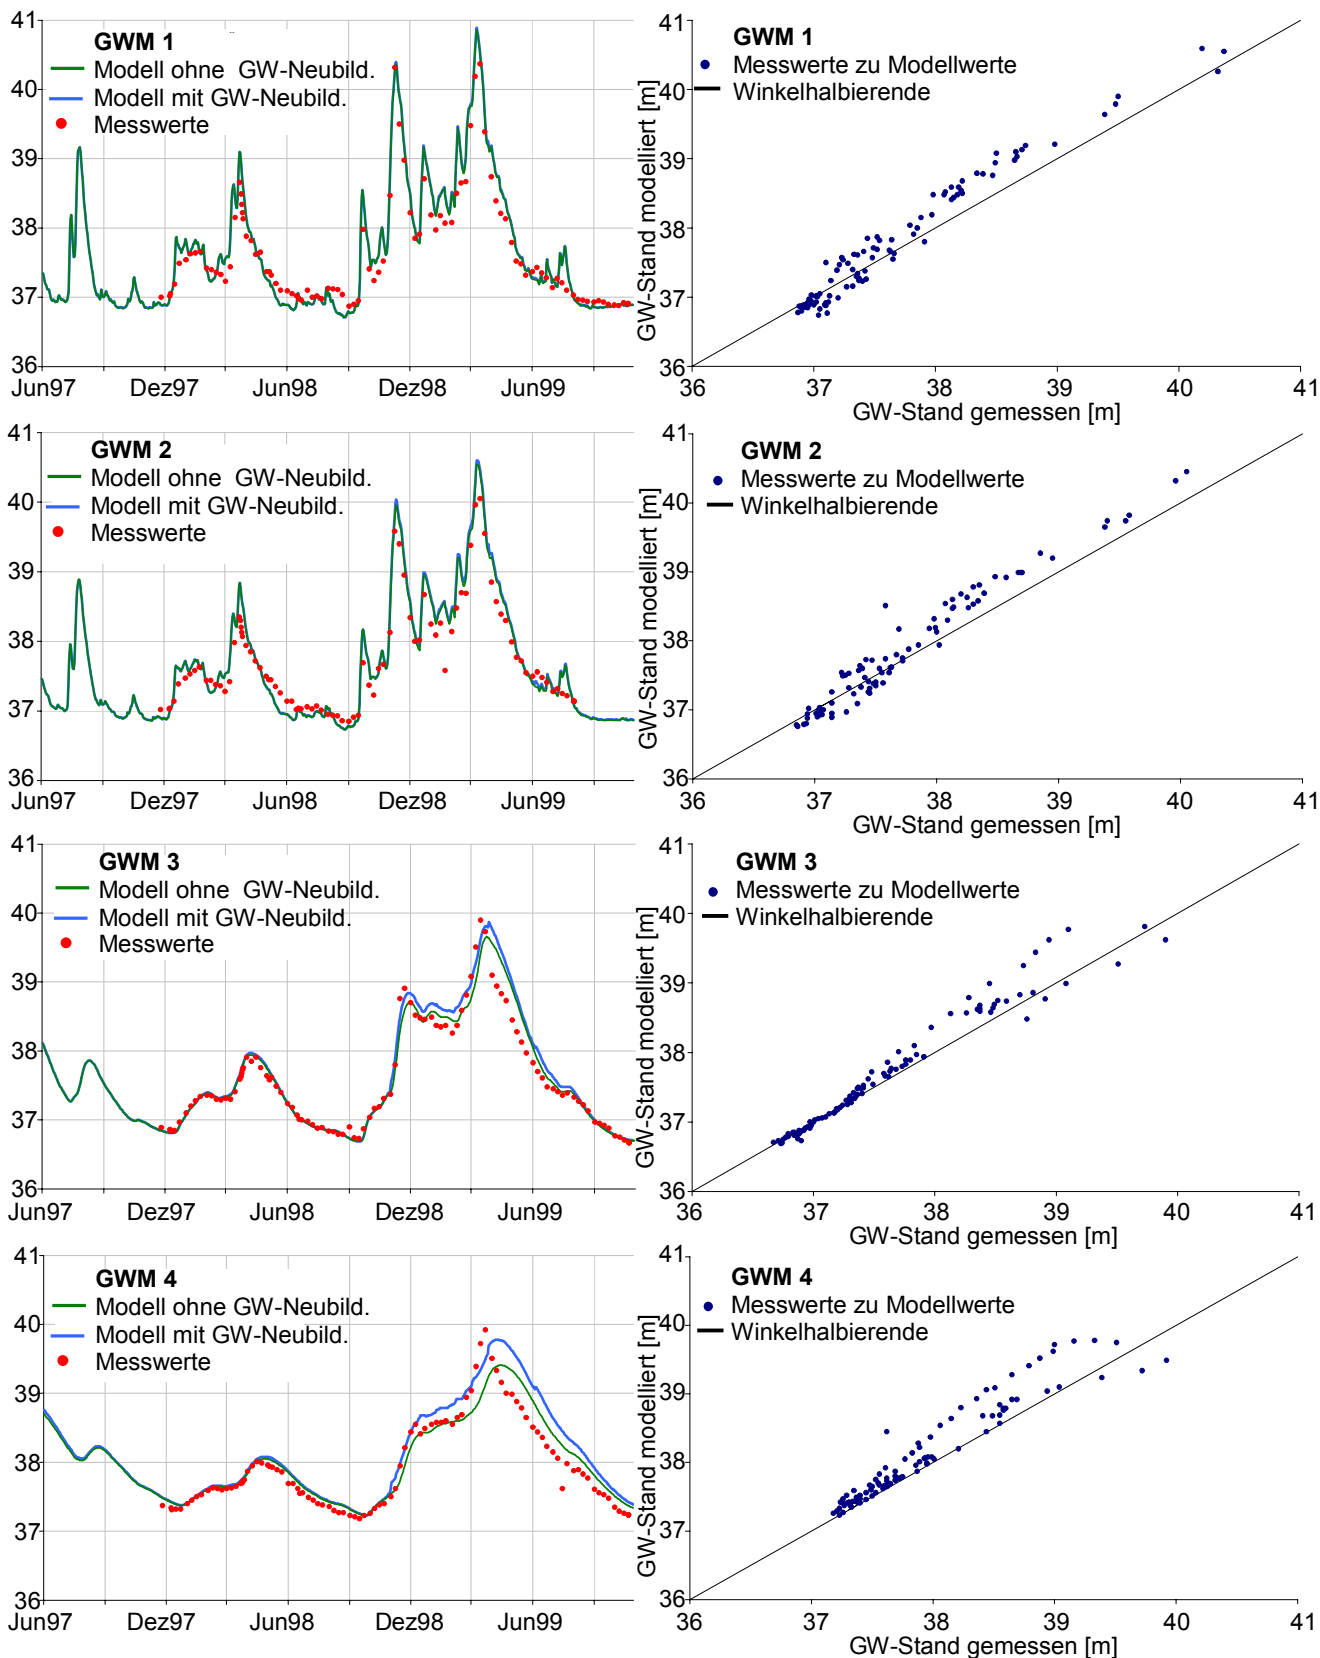 GWM 1
Modell ohne GW-Neubild.
Modell mit GW-Neubild.
Messwerte
41
40
39
38
37
36
Jun97 Dez97 Jun98 Dez98 Jun99
GWM 1
Messwerte zu Modellwerte
Winkelhalbierende
GW-Stand modelliert [m]
41
40
39
38
37
36
36 37 38 39 40 41
GW-Stand gemessen [m]
GWM 2
Modell ohne GW-Neubild.
Modell mit GW-Neubild.
Messwerte
41
40
39
38
37
36
Jun97 Dez97 Jun98 Dez98 Jun99
GWM 2
Messwerte zu Modellwerte
Winkelhalbierende
GW-Stand modelliert [m]
41
40
39
38
37
36
36 37 38 39 40 41
GW-Stand gemessen [m]
GWM 3
Modell ohne GW-Neubild.
Modell mit GW-Neubild.
Messwerte
41
40
39
38
37
36
Jun97 Dez97 Jun98 Dez98 Jun99
GWM 3
Messwerte zu Modellwerte
Winkelhalbierende
GW-Stand modelliert [m]
41
40
39
38
37
36
36 37 38 39 40 41
GW-Stand gemessen [m]
GWM 4
Modell ohne GW-Neubild.
Modell mit GW-Neubild.
Messwerte
41
40
39
38
37
36
Jun97 Dez97 Jun98 Dez98 Jun99
GWM 4
Messwerte zu Modellwerte
Winkelhalbierende
GW-Stand modelliert [m]
41
40
39
38
37
36
36 37 38 39 40 41
GW-Stand gemessen [m]